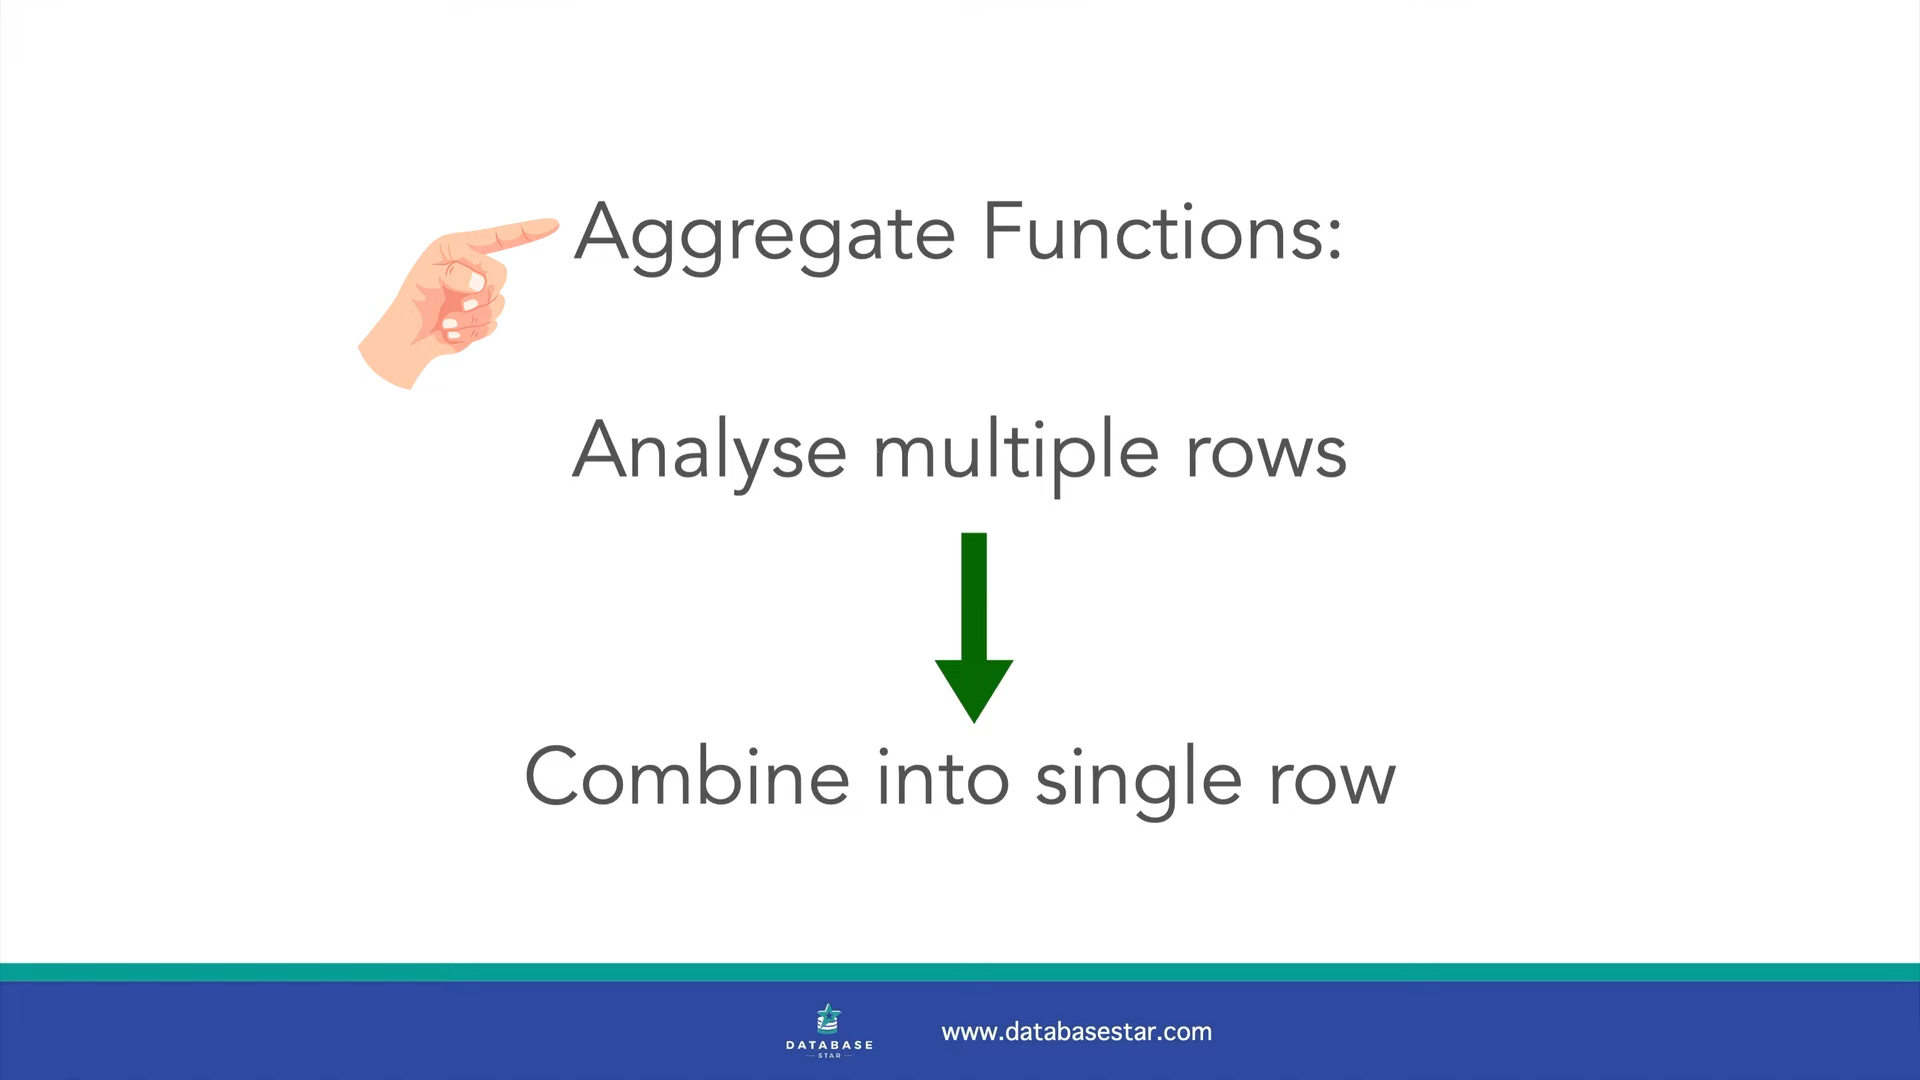 Aggregate Functions:
Analyse multiple rows
Combine into single row
DATABASE
STAR
www.databasestar.com